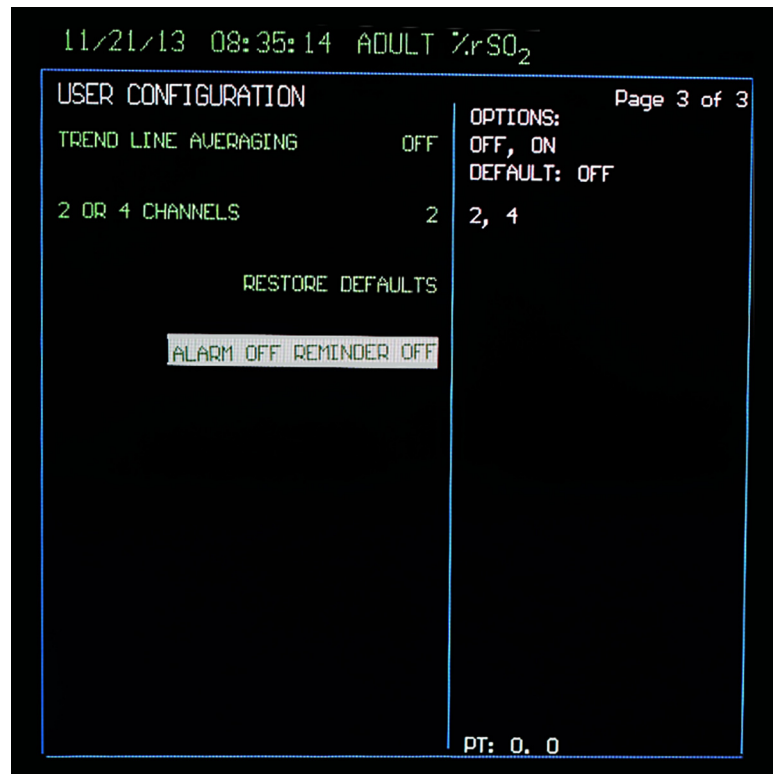 11/21/13 08:35:14 ADULT %rSO₂
USER CONFIGURATION
Page 3 of 3
OPTIONS:
TREND LINE AVERAGING OFF
OFF, ON
DEFAULT: OFF
2 OR 4 CHANNELS 2
2, 4
RESTORE DEFAULTS
ALARM OFF REMINDER OFF
PT: 0. 0